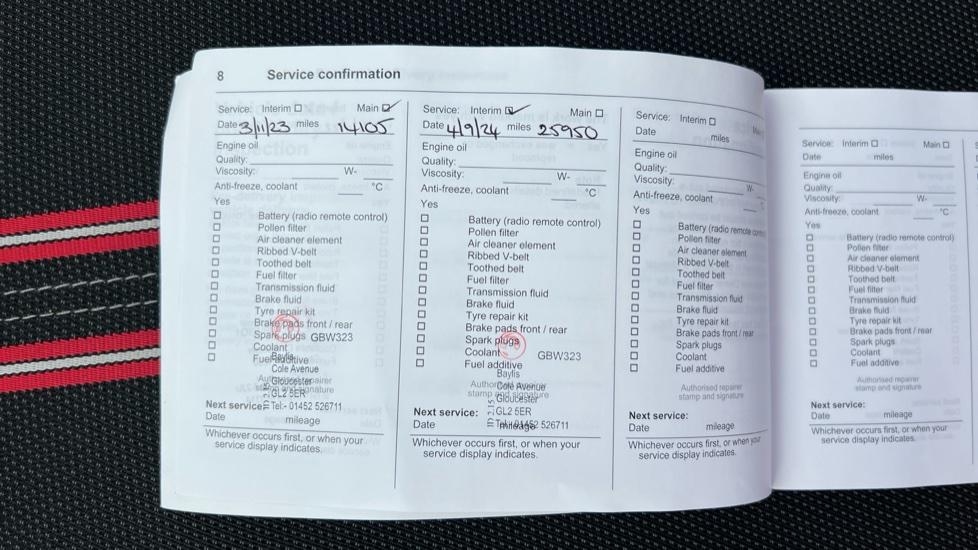 8 Service confirmation
Service: Interim Main
Date 3/11/23 miles 14105
Engine oil
Quality:
Viscosity: W-
Anti-freeze, coolant °C
Yes
Battery (radio remote control)
Pollen filter
Air cleaner element
Ribbed V-belt
Toothed belt
Fuel filter
Transmission fluid
Brake fluid
Tyre repair kit
Brake pads front / rear
Spark plugs GBW323
Coolant
Fuel additive
Baylis
Cole Avenue
Authorised repairer
Gloucester
stamp and signature
GL2 5ER
Next service:
Tel:- 01452 526711
Date mileage
Whichever occurs first, or when your
service display indicates.
Service: Interim Main
Date 4/9/24 miles 25950
Engine oil
Quality:
Viscosity: W-
Anti-freeze, coolant °C
Yes
Battery (radio remote control)
Pollen filter
Air cleaner element
Ribbed V-belt
Toothed belt
Fuel filter
Transmission fluid
Brake fluid
Tyre repair kit
Brake pads front / rear
Spark plugs
Coolant GBW323
Fuel additive
Baylis
Cole Avenue
stamp and signature
Gloucester
Next service: GL2 5ER
Date mileage
526711
Whichever occurs first, or when your
service display indicates.
Service: Interim
Date miles
Engine oil
Quality:
Viscosity: W-
Anti-freeze, coolant
Yes
Battery (radio remote
Pollen filter
Air cleaner element
Ribbed V-belt
Toothed belt
Fuel filter
Transmission fluid
Brake fluid
Tyre repair kit
Brake pads front / rear
Spark plugs
Coolant
Fuel additive
Authorised repairer
stamp and signature
Next service:
Date mileage
Whichever occurs first, or when your
service display indicates.
Service: Interim Main
Date miles
Engine oil
Quality:
Viscosity: W-
Anti-freeze, coolant °C
Yes
Battery (radio remote control)
Pollen filter
Air cleaner element
Ribbed V-belt
Toothed belt
Fuel filter
Transmission fluid
Brake fluid
Tyre repair kit
Brake pads front / rear
Spark plugs
Coolant
Fuel additive
Authorised repairer
stamp and signature
Next service:
Date mileage
Whichever occurs first, or when your
service display indicates.